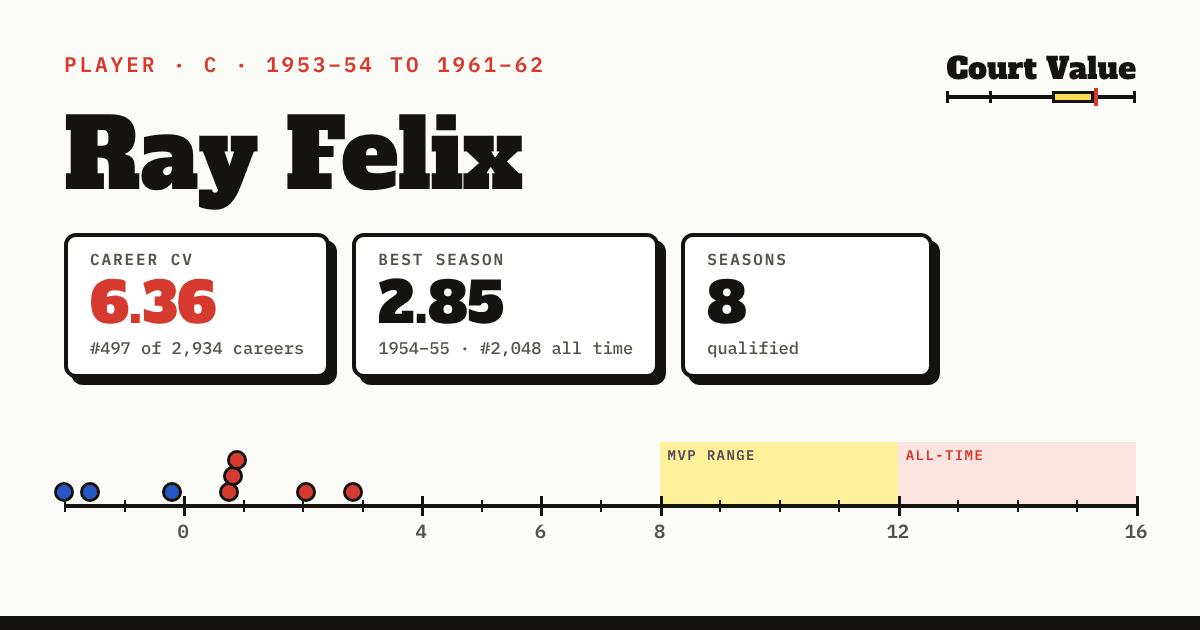 PLAYER · C · 1953–54 TO 1961–62
Court Value
Ray Felix
CAREER CV
6.36
#497 of 2,934 careers
BEST SEASON
2.85
1954–55 · #2,048 all time
SEASONS
8
qualified
MVP RANGE
ALL-TIME
0 4 6 8 12 16